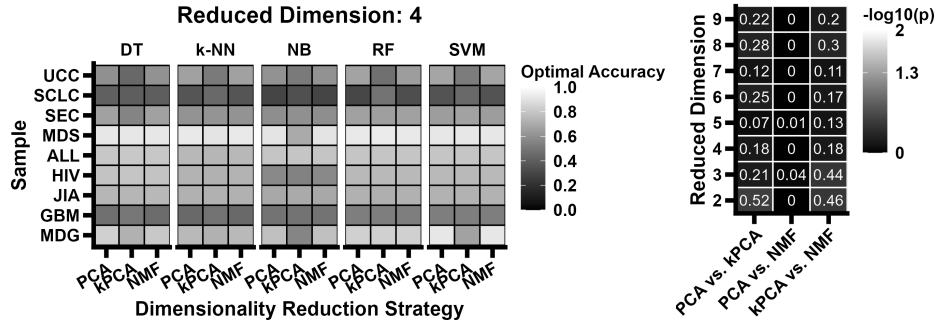 Reduced Dimension: 4
DT k-NN NB RF SVM
Sample
UCC
SCLC
SEC
MDS
ALL
HIV
JIA
GBM
MDG
PCA kPCA NMF PCA kPCA NMF PCA kPCA NMF PCA kPCA NMF PCA kPCA NMF
Dimensionality Reduction Strategy
Optimal Accuracy
1.0
0.8
0.6
0.4
0.2
0.0
Reduced Dimension
9 0.22 0 0.2
8 0.28 0 0.3
7 0.12 0 0.11
6 0.25 0 0.17
5 0.07 0.01 0.13
4 0.18 0 0.18
3 0.21 0.04 0.44
2 0.52 0 0.46
PCA vs. kPCA
PCA vs. NMF
kPCA vs. NMF
-log10(p)
2
1.3
0